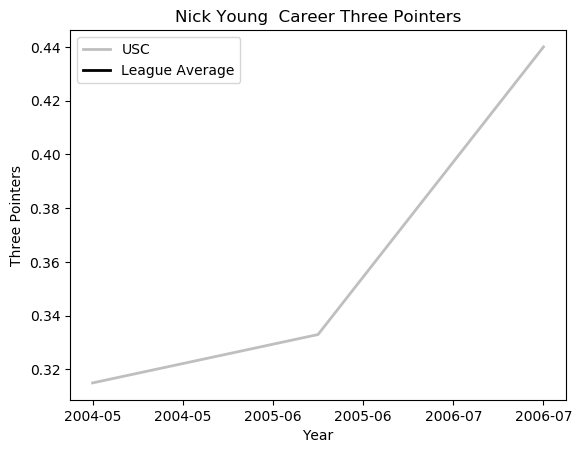 Nick Young  Career Three Pointers
USC
League Average
Three Pointers
0.44
0.42
0.40
0.38
0.36
0.34
0.32
2004-05 2004-05 2005-06 2005-06 2006-07 2006-07
Year